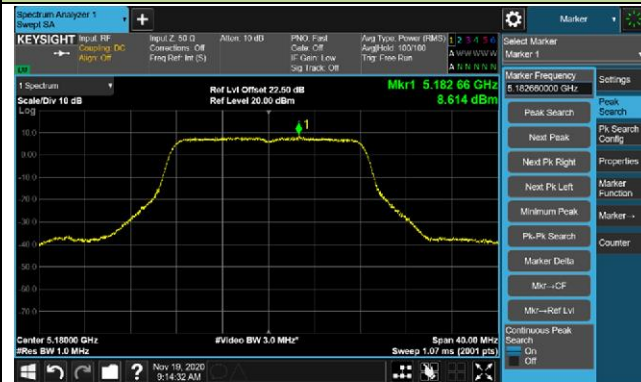 Spectrum Analyzer 1
Swept SA
Marker
KEYSIGHT
Input: RF
Coupling: DC
Align: Off
Input Z: 50 Ω
Corrections: Off
Freq Ref: Int (S)
Atten: 10 dB
PNO: Fast
Gate: Off
IF Gain: Low
Sig Track: Off
Avg Type: Power (RMS)
Avg|Hold: 100/100
Trig: Free Run
1 2 3 4 5 6
A W W W W W
A N N N N N
Select Marker
Marker 1
1 Spectrum
Scale/Div 10 dB
Log
Ref Lvl Offset 22.50 dB
Ref Level 20.00 dBm
Mkr1 5.182 66 GHz
8.614 dBm
1
10.0
0.00
-10.0
-20.0
-30.0
-40.0
-50.0
-60.0
-70.0
Center 5.18000 GHz
#Res BW 1.0 MHz
#Video BW 3.0 MHz*
Span 40.00 MHz
Sweep 1.07 ms (2001 pts)
Marker Frequency
5.182660000 GHz
Peak Search
Next Peak
Next Pk Right
Next Pk Left
Minimum Peak
Pk-Pk Search
Marker Delta
Mkr→CF
Mkr→Ref Lvl
Continuous Peak
Search
On
Off
Settings
Peak
Search
Pk Search
Config
Properties
Marker
Function
Marker→
Counter
Nov 19, 2020
9:14:32 AM